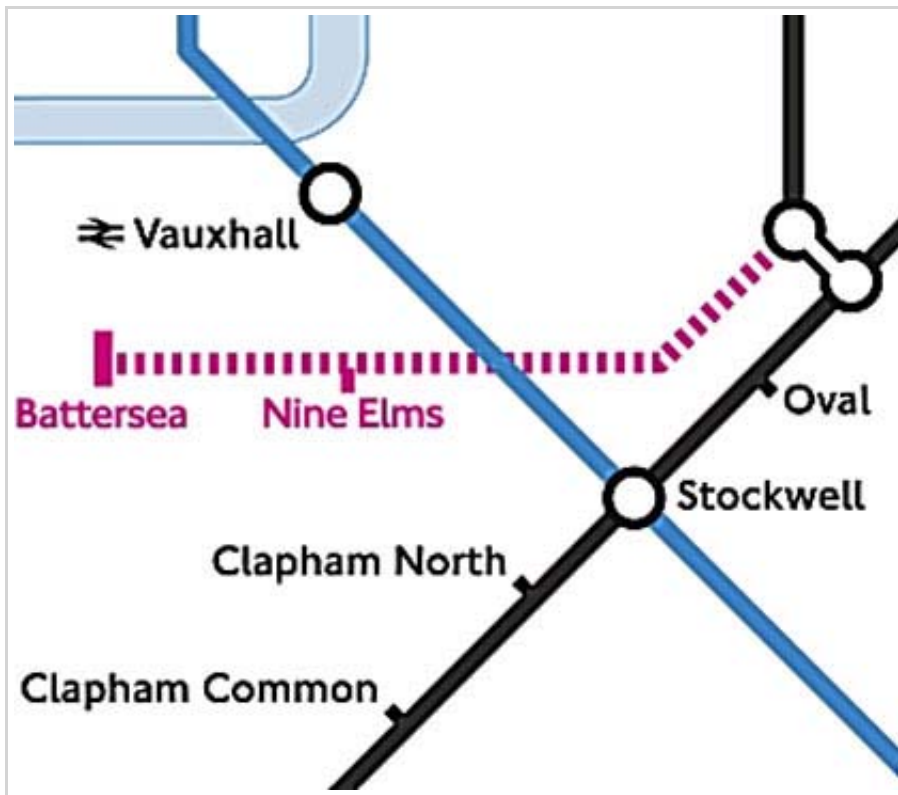 Vauxhall
Battersea
Nine Elms
Oval
Stockwell
Clapham North
Clapham Common